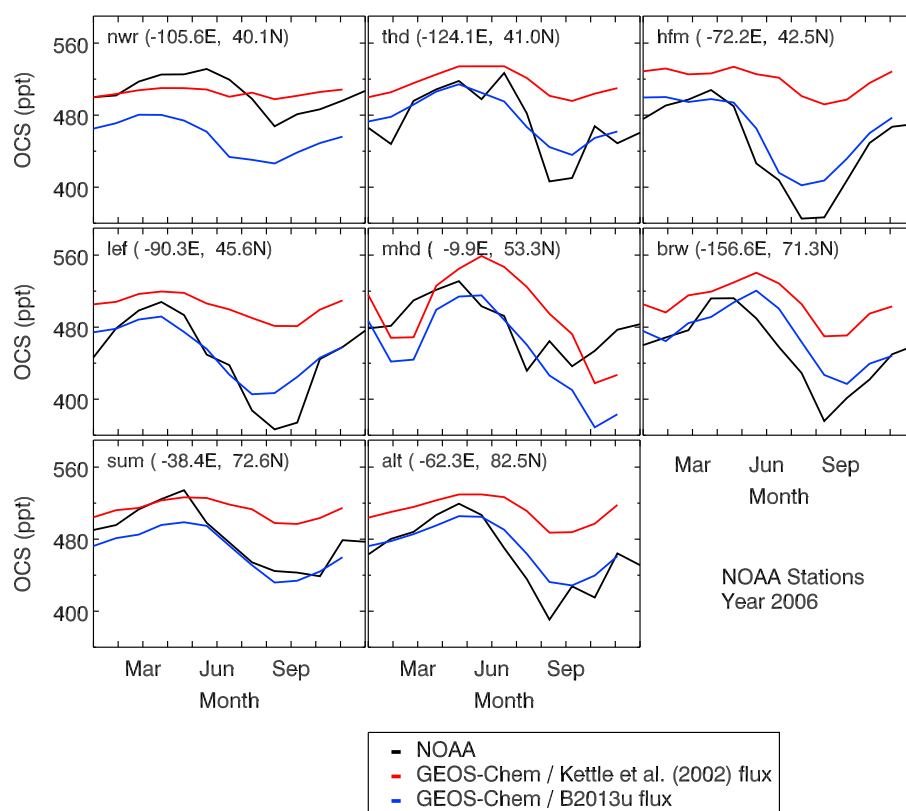 nwr (-105.6E, 40.1N)
thd (-124.1E, 41.0N)
hfm ( -72.2E, 42.5N)
560
480
400
OCS (ppt)
lef ( -90.3E, 45.6N)
mhd ( -9.9E, 53.3N)
brw (-156.6E, 71.3N)
560
480
400
OCS (ppt)
sum ( -38.4E, 72.6N)
alt ( -62.3E, 82.5N)
Mar Jun Sep
Month
560
480
400
OCS (ppt)
NOAA Stations
Year 2006
Mar Jun Sep
Month
Mar Jun Sep
Month
NOAA
GEOS-Chem / Kettle et al. (2002) flux
GEOS-Chem / B2013u flux